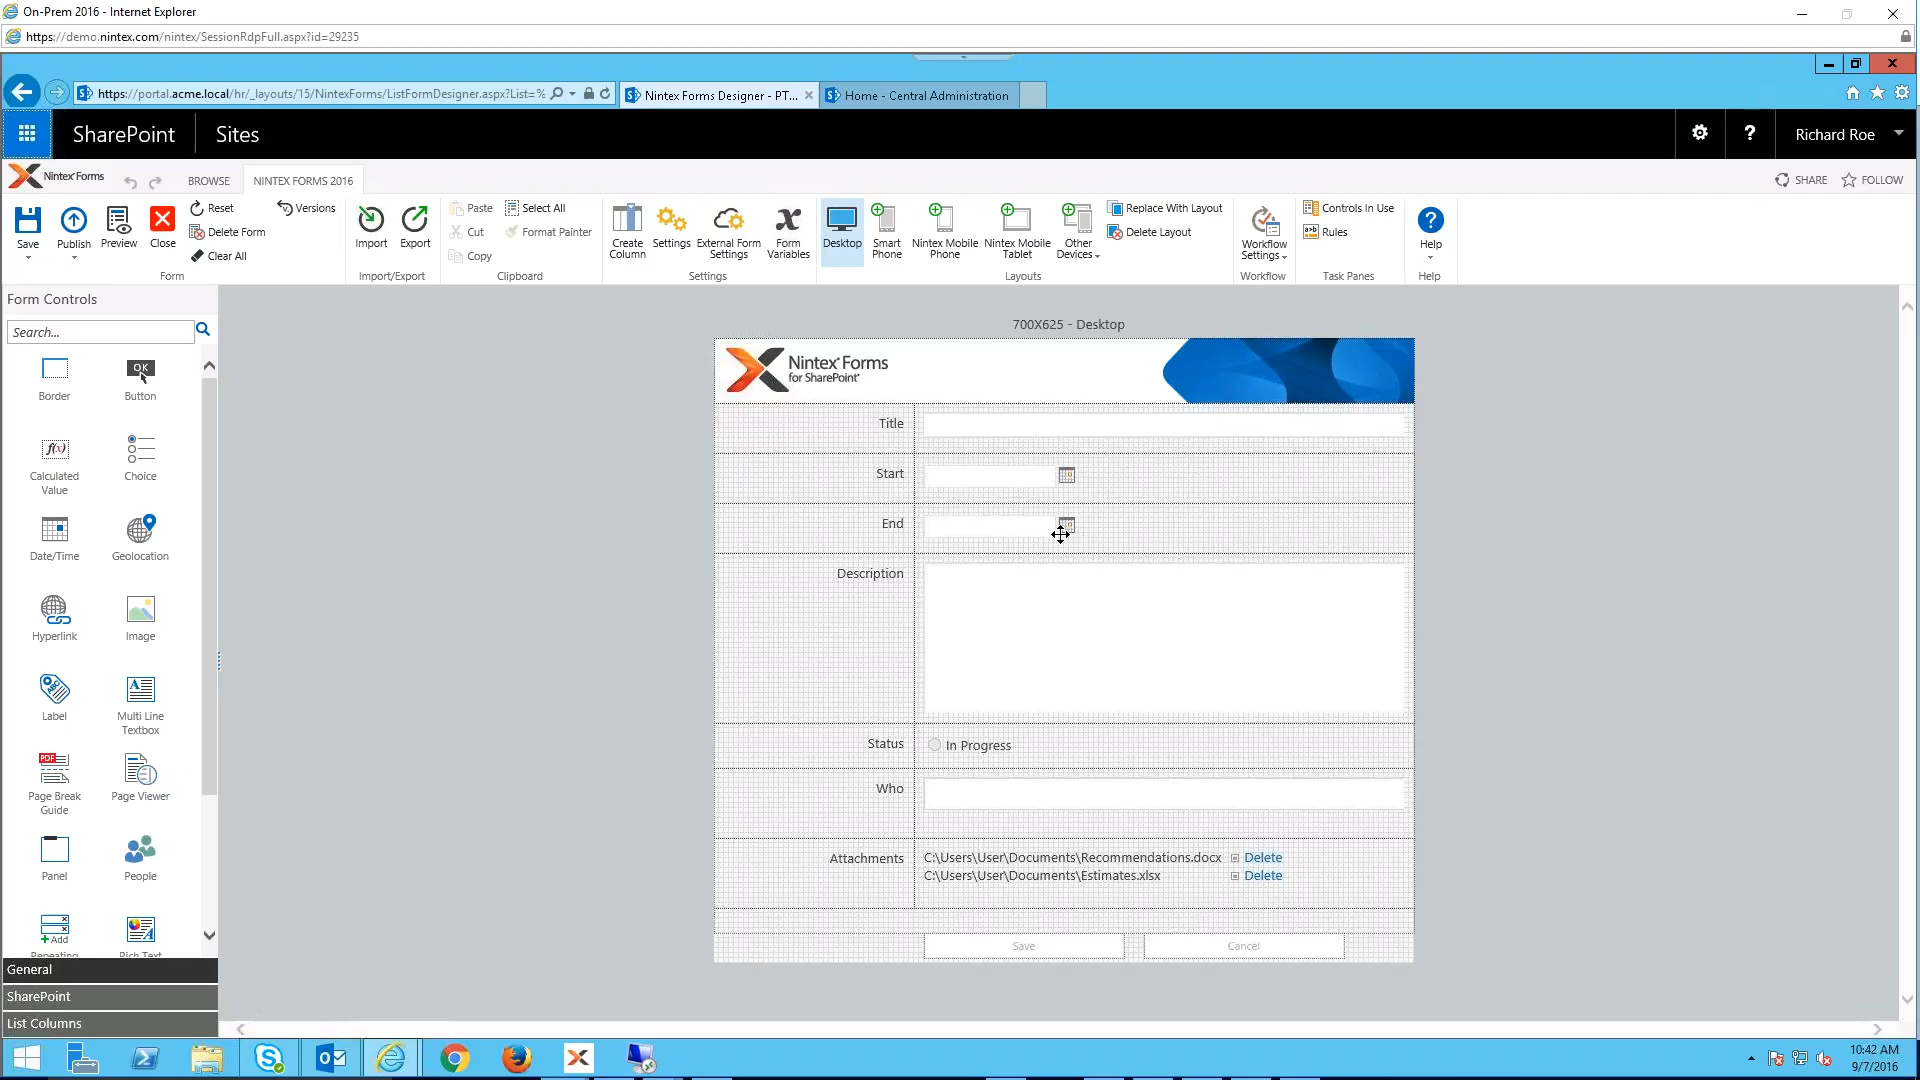 On-Prem 2016 - Internet Explorer
https://demo.nintex.com/nintex/SessionRdpFull.aspx?id=29235
https://portal.acme.local/hr/_layouts/15/NintexForms/ListFormDesigner.aspx?List=%
Nintex Forms Designer - PT...
Home - Central Administration
SharePoint
Sites
?
Richard Roe
Nintex Forms
BROWSE
NINTEX FORMS 2016
SHARE
FOLLOW
Save
Publish
Preview
Close
Reset
Delete Form
Clear All
Versions
Form
Import
Export
Import/Export
Paste
Cut
Copy
Select All
Format Painter
Clipboard
Create Column
Settings
External Form Settings
Form Variables
Settings
Desktop
Smart Phone
Nintex Mobile Phone
Nintex Mobile Tablet
Other Devices
Replace With Layout
Delete Layout
Layouts
Workflow Settings
Workflow
Controls In Use
Rules
Task Panes
Help
Help
Form Controls
Search...
Border
OK
Button
f(x)
Calculated Value
Choice
Date/Time
Geolocation
Hyperlink
Image
ABC
Label
ABC
Multi Line Textbox
PDF
Page Break Guide
Page Viewer
Panel
People
+Add
Repeating
Rich Text
General
SharePoint
List Columns
700X625 - Desktop
Nintex Forms
for SharePoint
Title
Start
End
Description
Status
In Progress
Who
Attachments
C:\Users\User\Documents\Recommendations.docx
Delete
C:\Users\User\Documents\Estimates.xlsx
Delete
Save
Cancel
10:42 AM
9/7/2016